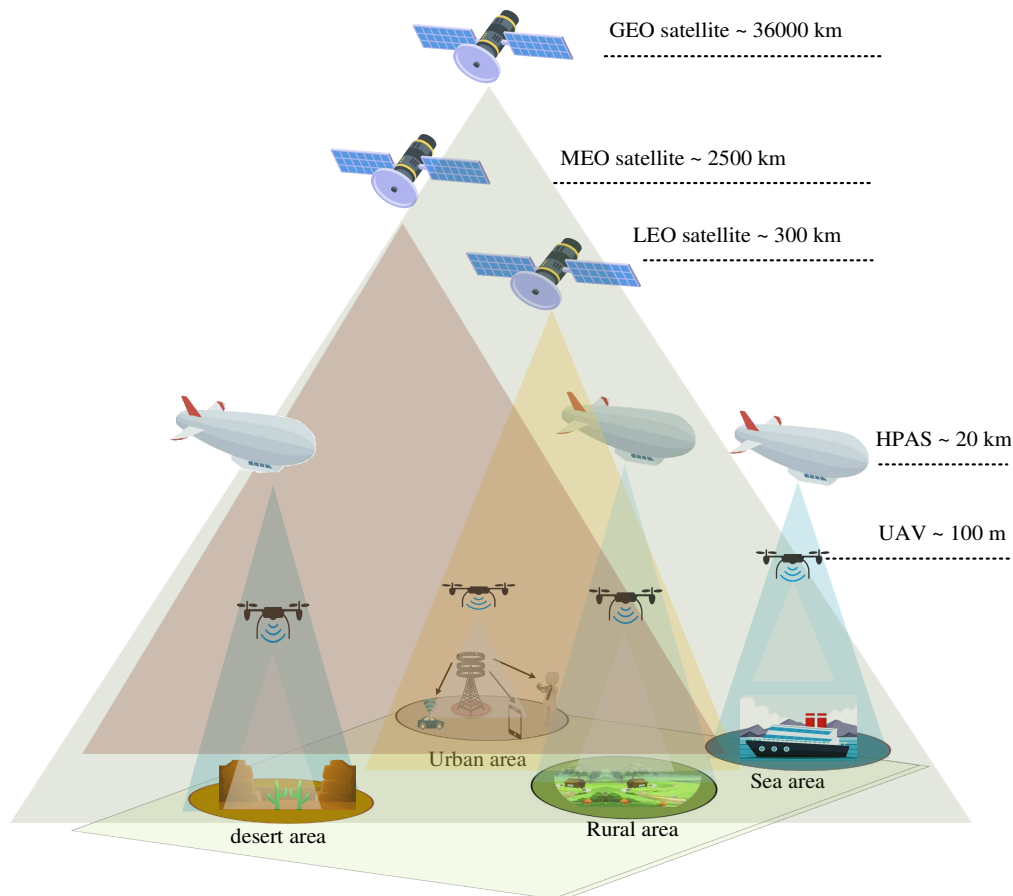 GEO satellite ~ 36000 km
MEO satellite ~ 2500 km
LEO satellite ~ 300 km
HPAS ~ 20 km
UAV ~ 100 m
Urban area
Sea area
Rural area
desert area